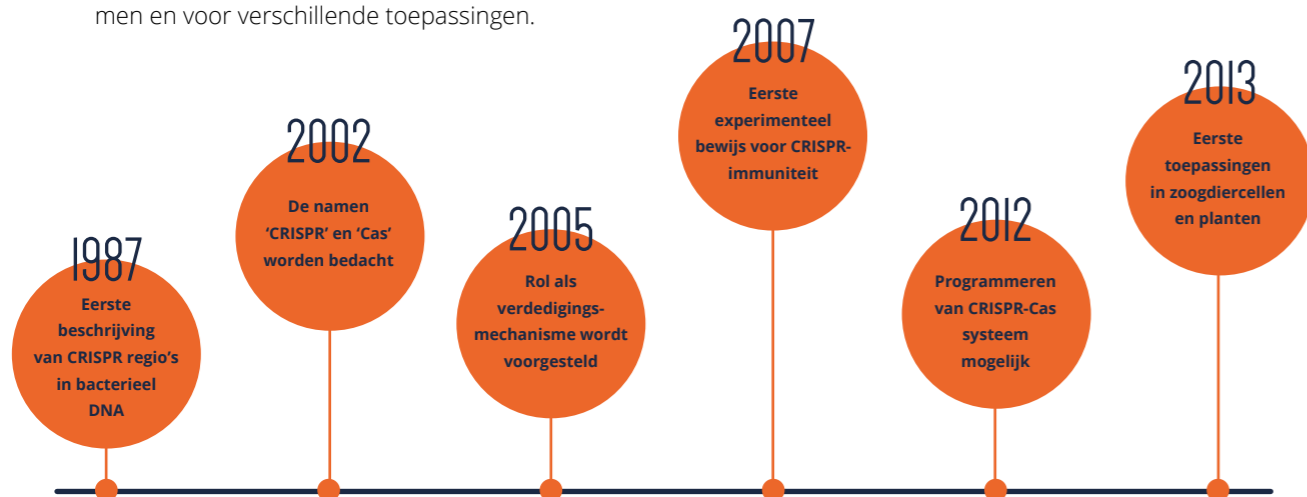 men en voor verschillende toepassingen.
1987
Eerste
beschrijving
van CRISPR regio's
in bacterieel
DNA
2002
De namen
‘CRISPR’ en ‘Cas’
worden bedacht
2005
Rol als
verdedigings-
mechanisme wordt
voorgesteld
2007
Eerste
experimenteel
bewijs voor CRISPR-
immuniteit
2012
Programmeren
van CRISPR-Cas
systeem
mogelijk
2013
Eerste
toepassingen
in zoogdiercellen
en planten